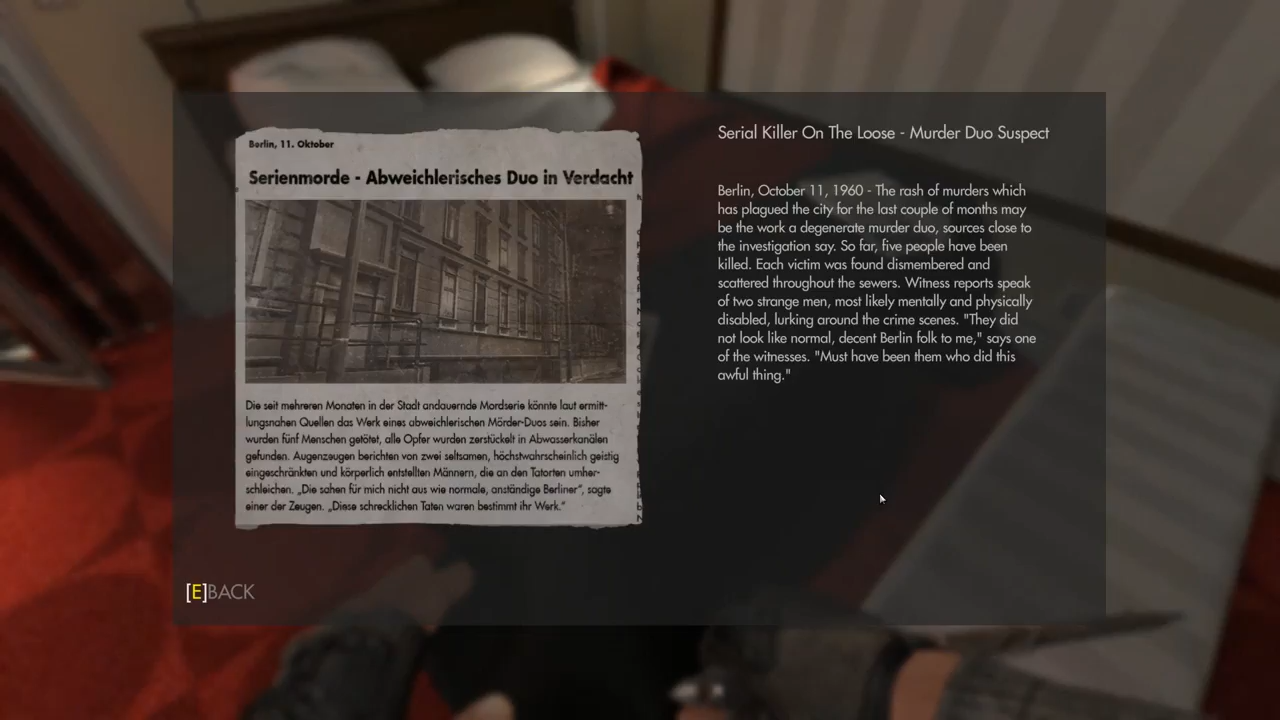 Berlin, 11. Oktober
Serienmorde - Abweichlerisches Duo in Verdacht
Die seit mehreren Monaten in der Stadt andauernde Mordserie könnte laut ermitt-
lungsnahen Quellen das Werk eines abweichlerischen Mörder-Duos sein. Bisher
wurden fünf Menschen getötet, alle Opfer wurden zerstückelt in Abwasserkanälen
gefunden. Augenzeugen berichten von zwei seltsamen, höchstwahrscheinlich geistig
eingeschränkten und körperlich entstellten Männern, die an den Tatorten umher-
schleichen. „Die sahen für mich nicht aus wie normale, anständige Berliner“, sagte
einer der Zeugen. „Diese schrecklichen Taten waren bestimmt ihr Werk.“
Serial Killer On The Loose - Murder Duo Suspect
Berlin, October 11, 1960 - The rash of murders which
has plagued the city for the last couple of months may
be the work a degenerate murder duo, sources close to
the investigation say. So far, five people have been
killed. Each victim was found dismembered and
scattered throughout the sewers. Witness reports speak
of two strange men, most likely mentally and physically
disabled, lurking around the crime scenes. "They did
not look like normal, decent Berlin folk to me," says one
of the witnesses. "Must have been them who did this
awful thing."
[E]BACK